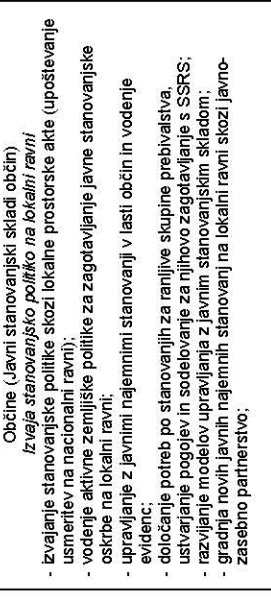 Občine (Javni stanovanjski skladi občin)
Izvaja stanovanjsko politiko na lokalni ravni
- izvajanje stanovanjske politike skozi lokalne prostorske akte (upoštevanje
usmeritev na nacionalni ravni);
- vodenje aktivne zemljiške politike za zagotavljanje javne stanovanjske
oskrbe na lokalni ravni;
- upravljanje z javnimi najemnimi stanovanji v lasti občin in vodenje
evidenc;
- določanje potreb po stanovanjih za ranljive skupine prebivalstva,
ustvarjanje pogojev in sodelovanje za njihovo zagotavljanje s SSRS;
- razvijanje modelov upravljanja z javnim stanovanjskim skladom;
- gradnja novih javnih najemnih stanovanj na lokalni ravni skozi javno-
zasebno partnerstvo;